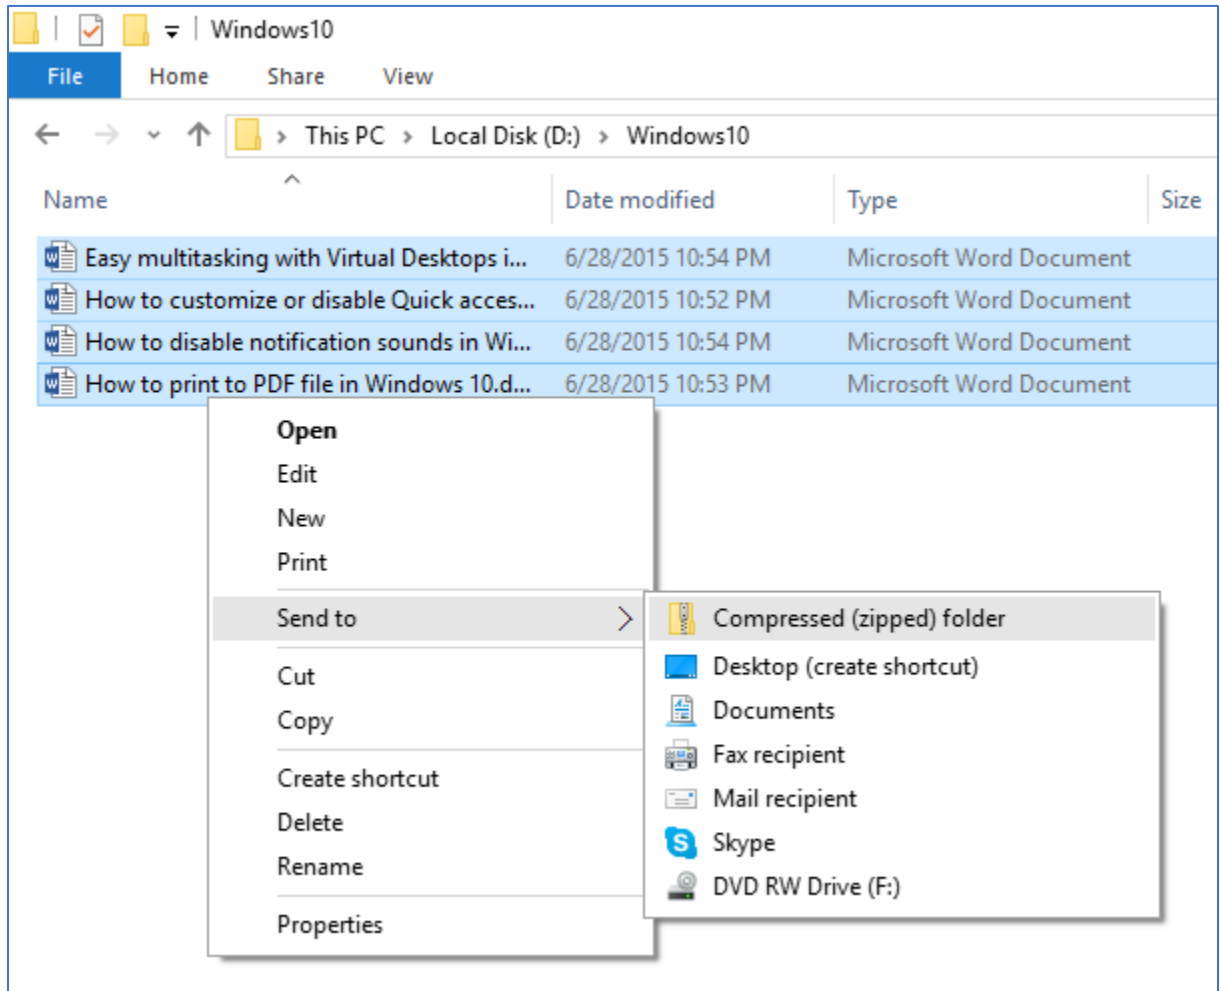 Windows10
File Home Share View
This PC > Local Disk (D:) > Windows10
Name Date modified Type Size
Easy multitasking with Virtual Desktops i... 6/28/2015 10:54 PM Microsoft Word Document
How to customize or disable Quick acces... 6/28/2015 10:52 PM Microsoft Word Document
How to disable notification sounds in Wi... 6/28/2015 10:54 PM Microsoft Word Document
How to print to PDF file in Windows 10.d... 6/28/2015 10:53 PM Microsoft Word Document
Open
Edit
New
Print
Send to
Cut
Copy
Create shortcut
Delete
Rename
Properties
Compressed (zipped) folder
Desktop (create shortcut)
Documents
Fax recipient
Mail recipient
Skype
DVD RW Drive (F:)